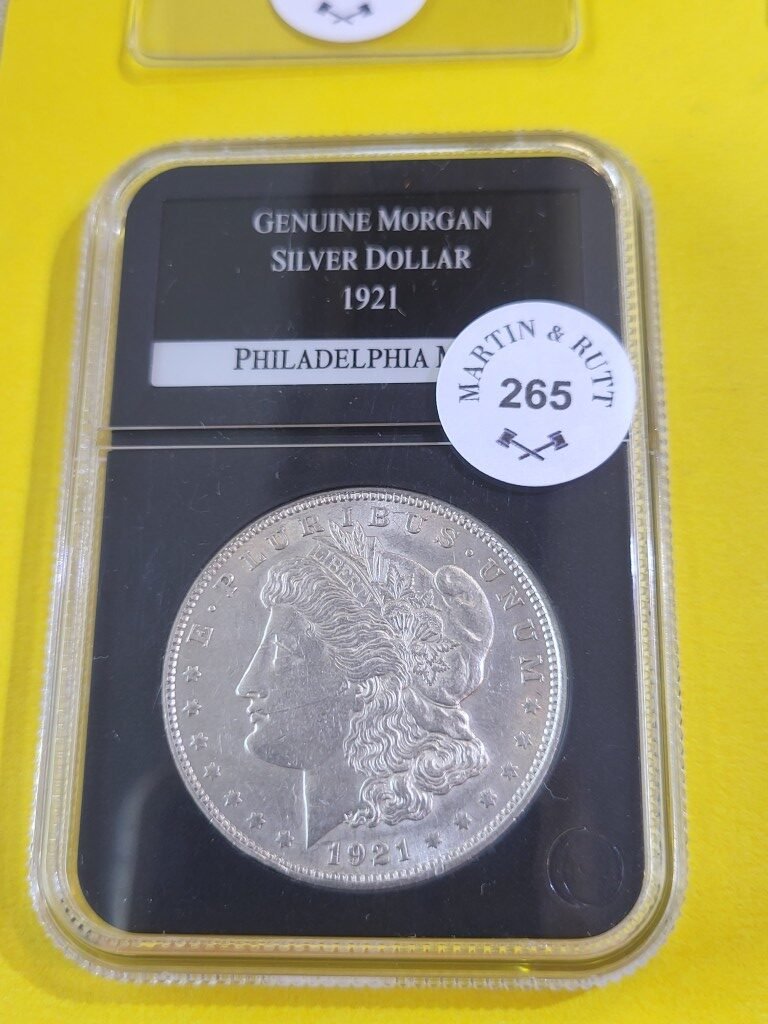 GENUINE MORGAN
SILVER DOLLAR
1921
PHILADELPHIA
MARTIN & RUTT
265
E · PLURIBUS · UNUM
LIBERTY
1921